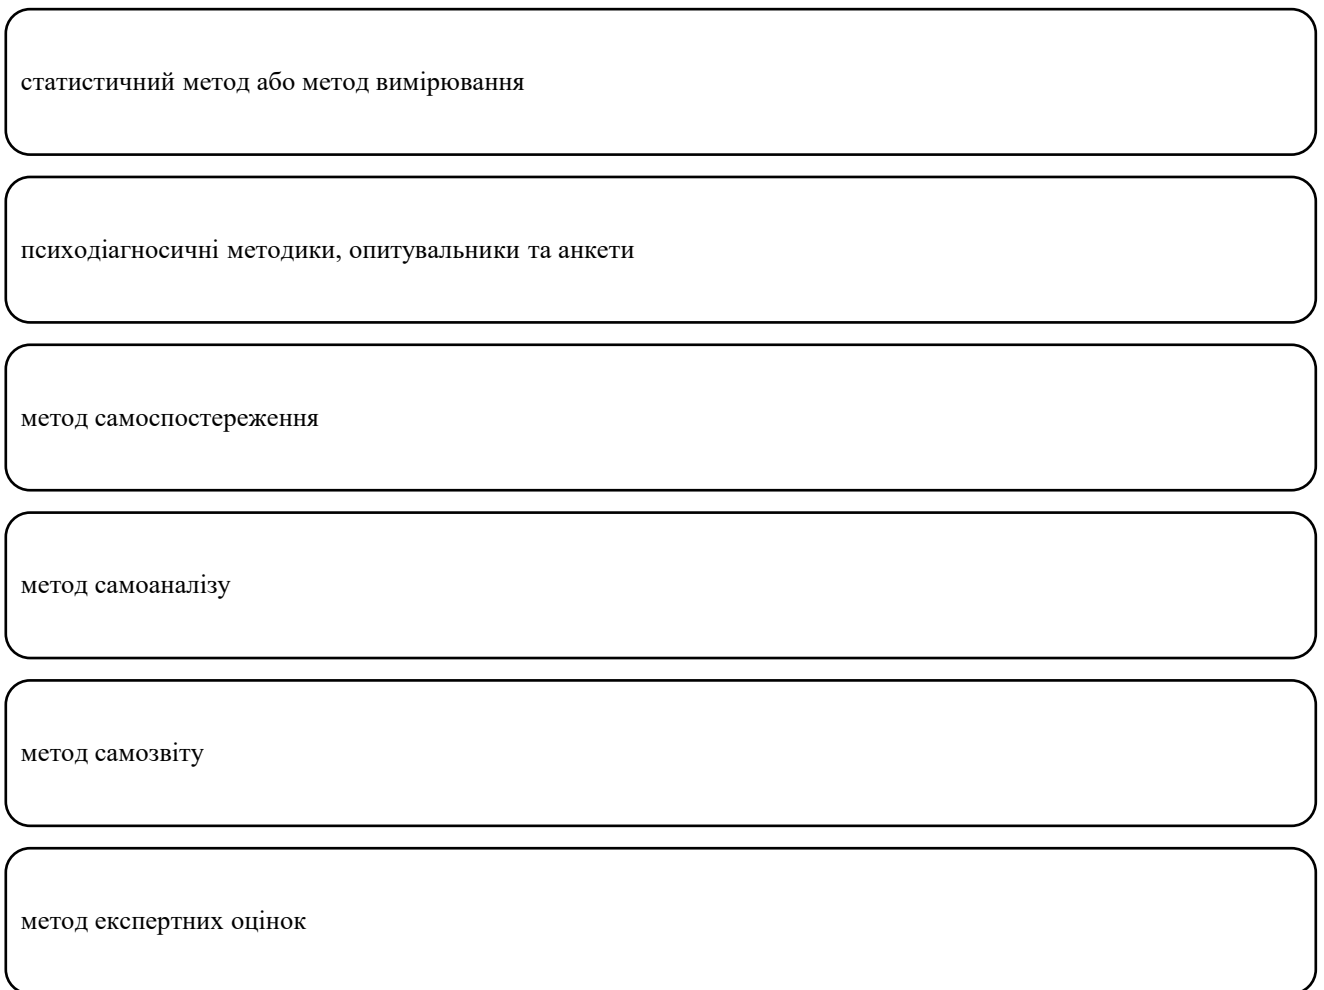 статистичний метод або метод вимірювання
психодіагносичні методики, опитувальники та анкети
метод самоспостереження
метод самоаналізу
метод самозвіту
метод експертних оцінок